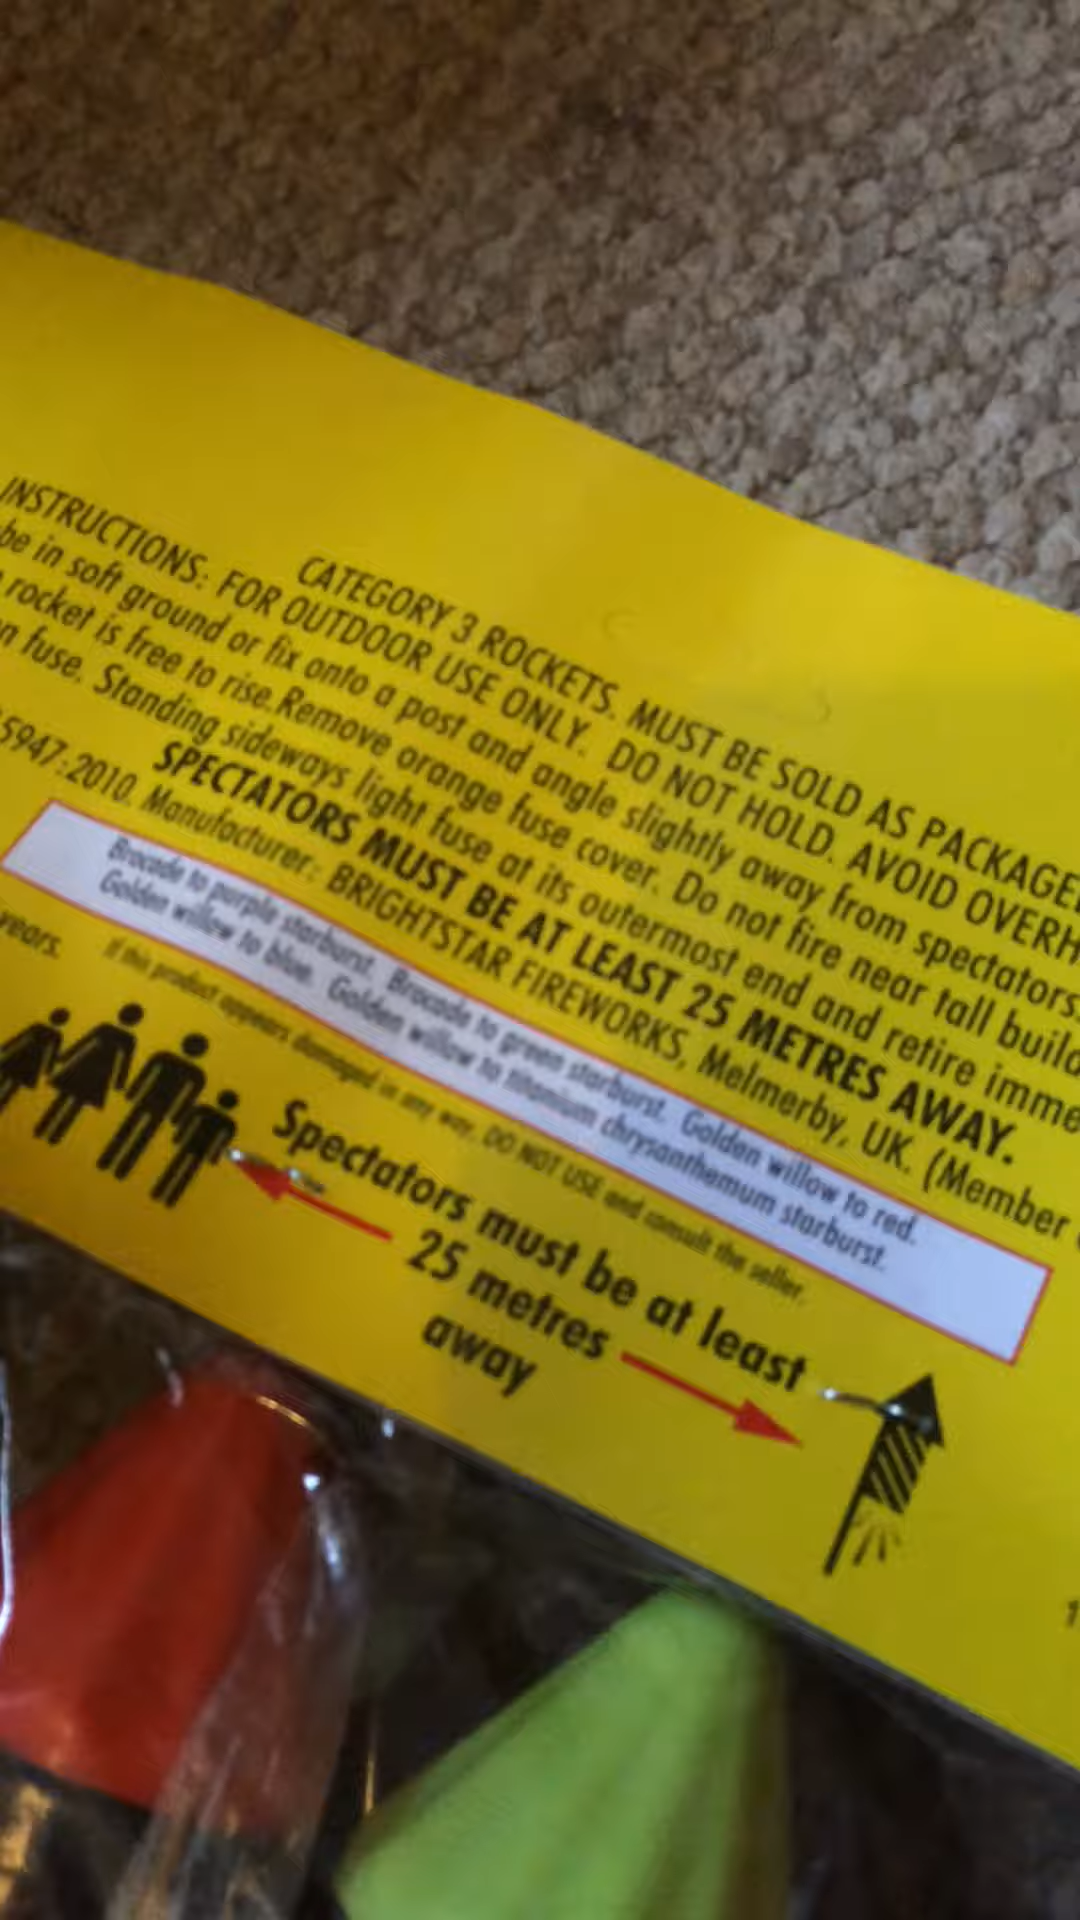 CATEGORY 3 ROCKETS. MUST BE SOLD AS PACKAGED
INSTRUCTIONS: FOR OUTDOOR USE ONLY. DO NOT HOLD. AVOID OVERH
be in soft ground or fix onto a post and angle slightly away from spectators.
rocket is free to rise. Remove orange fuse cover. Do not fire near tall build
n fuse. Standing sideways light fuse at its outermost end and retire imme
SPECTATORS MUST BE AT LEAST 25 METRES AWAY.
5947:2010. Manufacturer: BRIGHTSTAR FIREWORKS, Melmerby, UK. (Member
Brocade to purple starburst. Brocade to green starburst. Golden willow to red.
Golden willow to blue. Golden willow to titanium chrysanthemum starburst.
years. If this product appears damaged in any way, DO NOT USE and consult the seller.
Spectators must be at least
25 metres
away
1